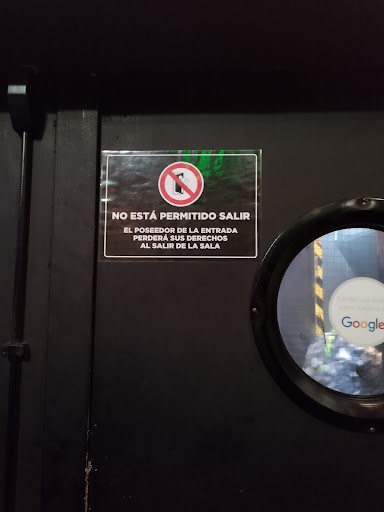 NO ESTÁ PERMITIDO SALIR
EL POSEEDOR DE LA ENTRADA
PERDERÁ SUS DERECHOS
AL SALIR DE LA SALA
Google